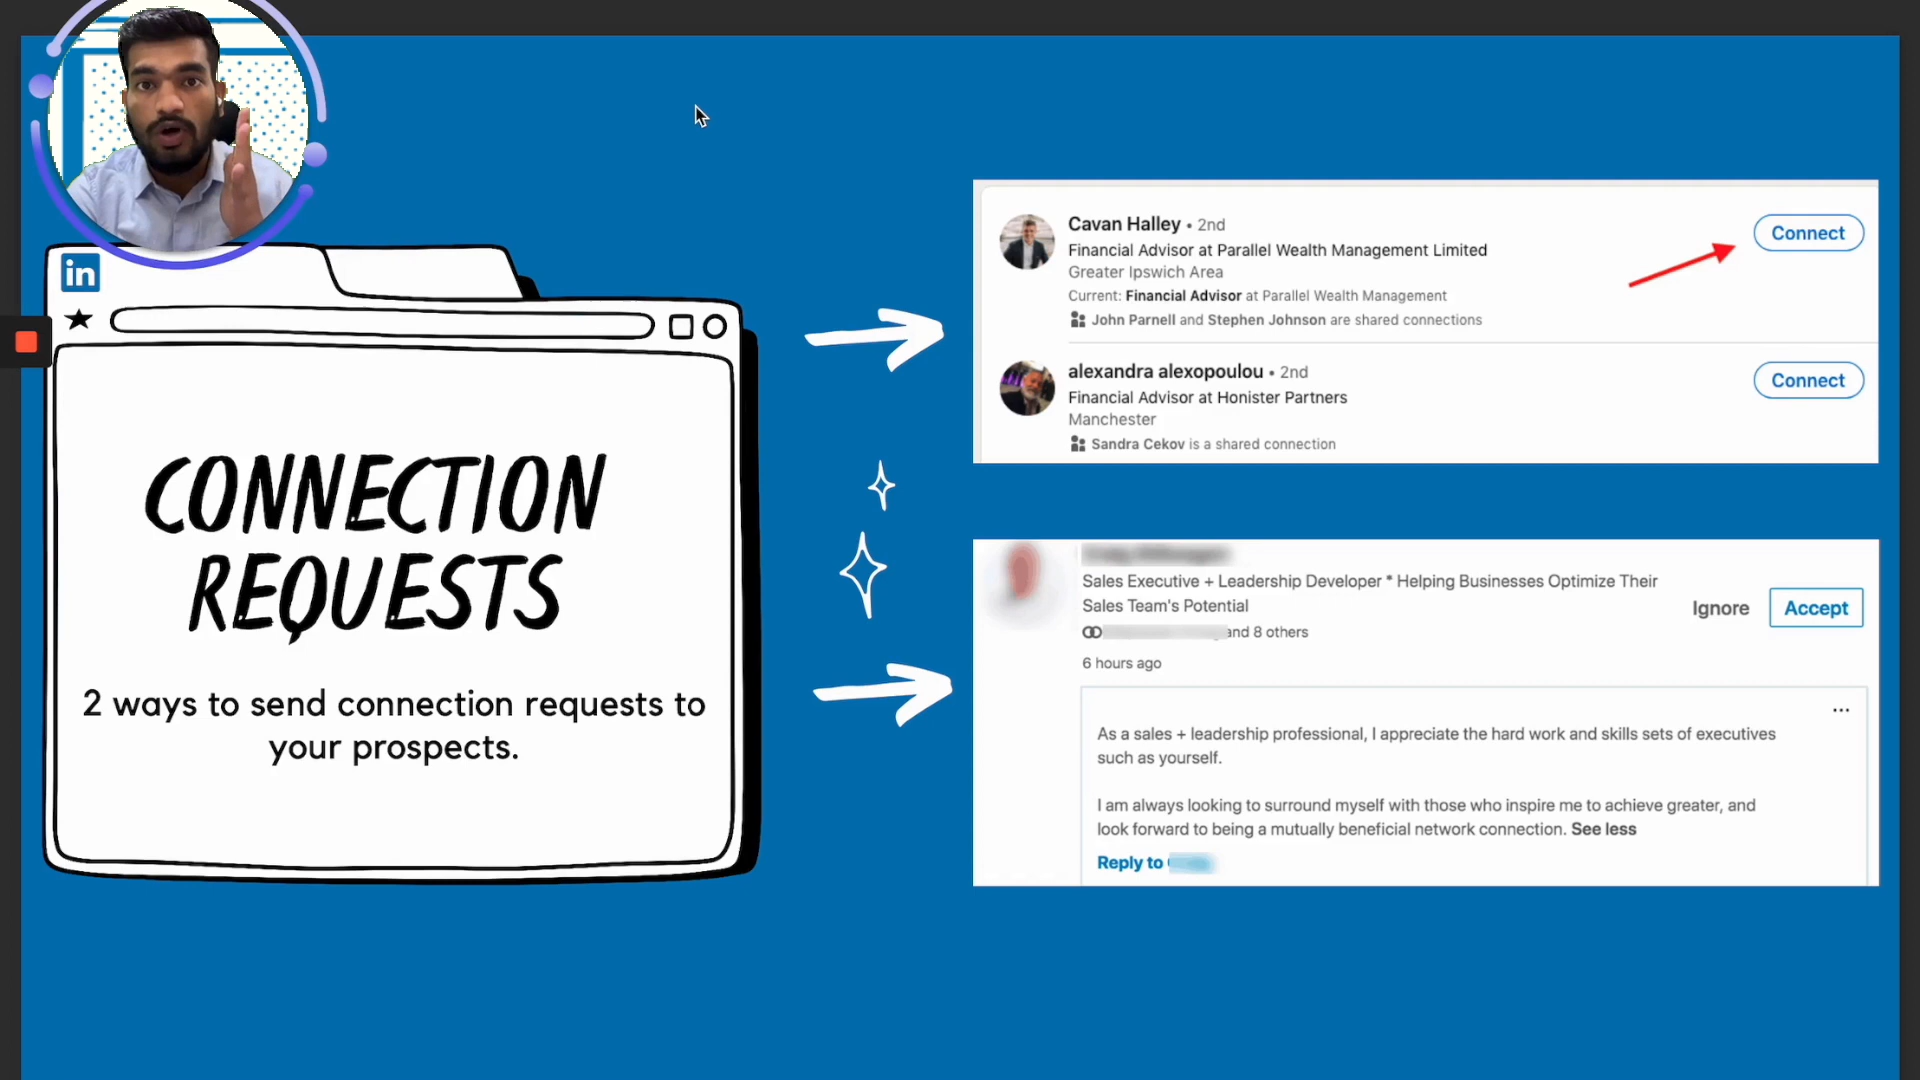 in
CONNECTION
REQUESTS
2 ways to send connection requests to
your prospects.
Cavan Halley • 2nd
Financial Advisor at Parallel Wealth Management Limited
Greater Ipswich Area
Current: Financial Advisor at Parallel Wealth Management
John Parnell and Stephen Johnson are shared connections
Connect
alexandra alexopoulou • 2nd
Financial Advisor at Honister Partners
Manchester
Sandra Cekov is a shared connection
Connect
Sales Executive + Leadership Developer * Helping Businesses Optimize Their
Sales Team's Potential
and 8 others
6 hours ago
Ignore
Accept
...
As a sales + leadership professional, I appreciate the hard work and skills sets of executives
such as yourself.
I am always looking to surround myself with those who inspire me to achieve greater, and
look forward to being a mutually beneficial network connection. See less
Reply to